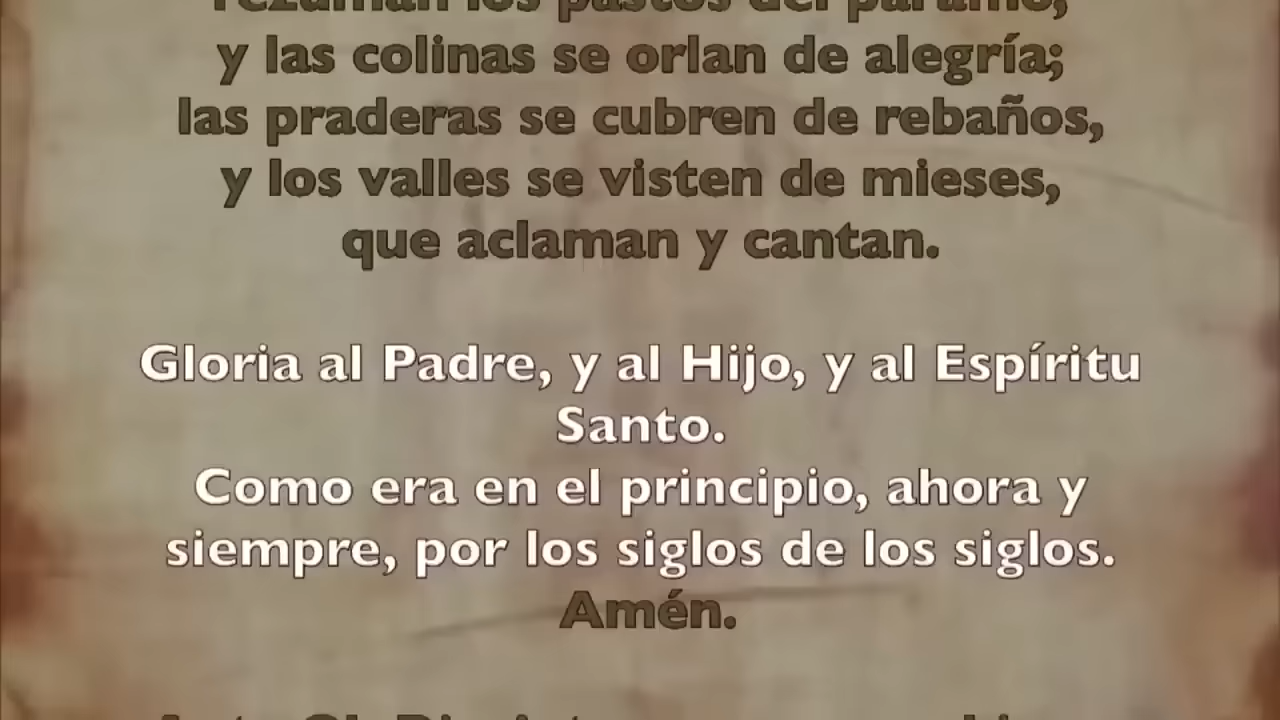 rezuman los pastos del páramo,
y las colinas se orlan de alegría;
las praderas se cubren de rebaños,
y los valles se visten de mieses,
que aclaman y cantan.
Gloria al Padre, y al Hijo, y al Espíritu
Santo.
Como era en el principio, ahora y
siempre, por los siglos de los siglos.
Amén.